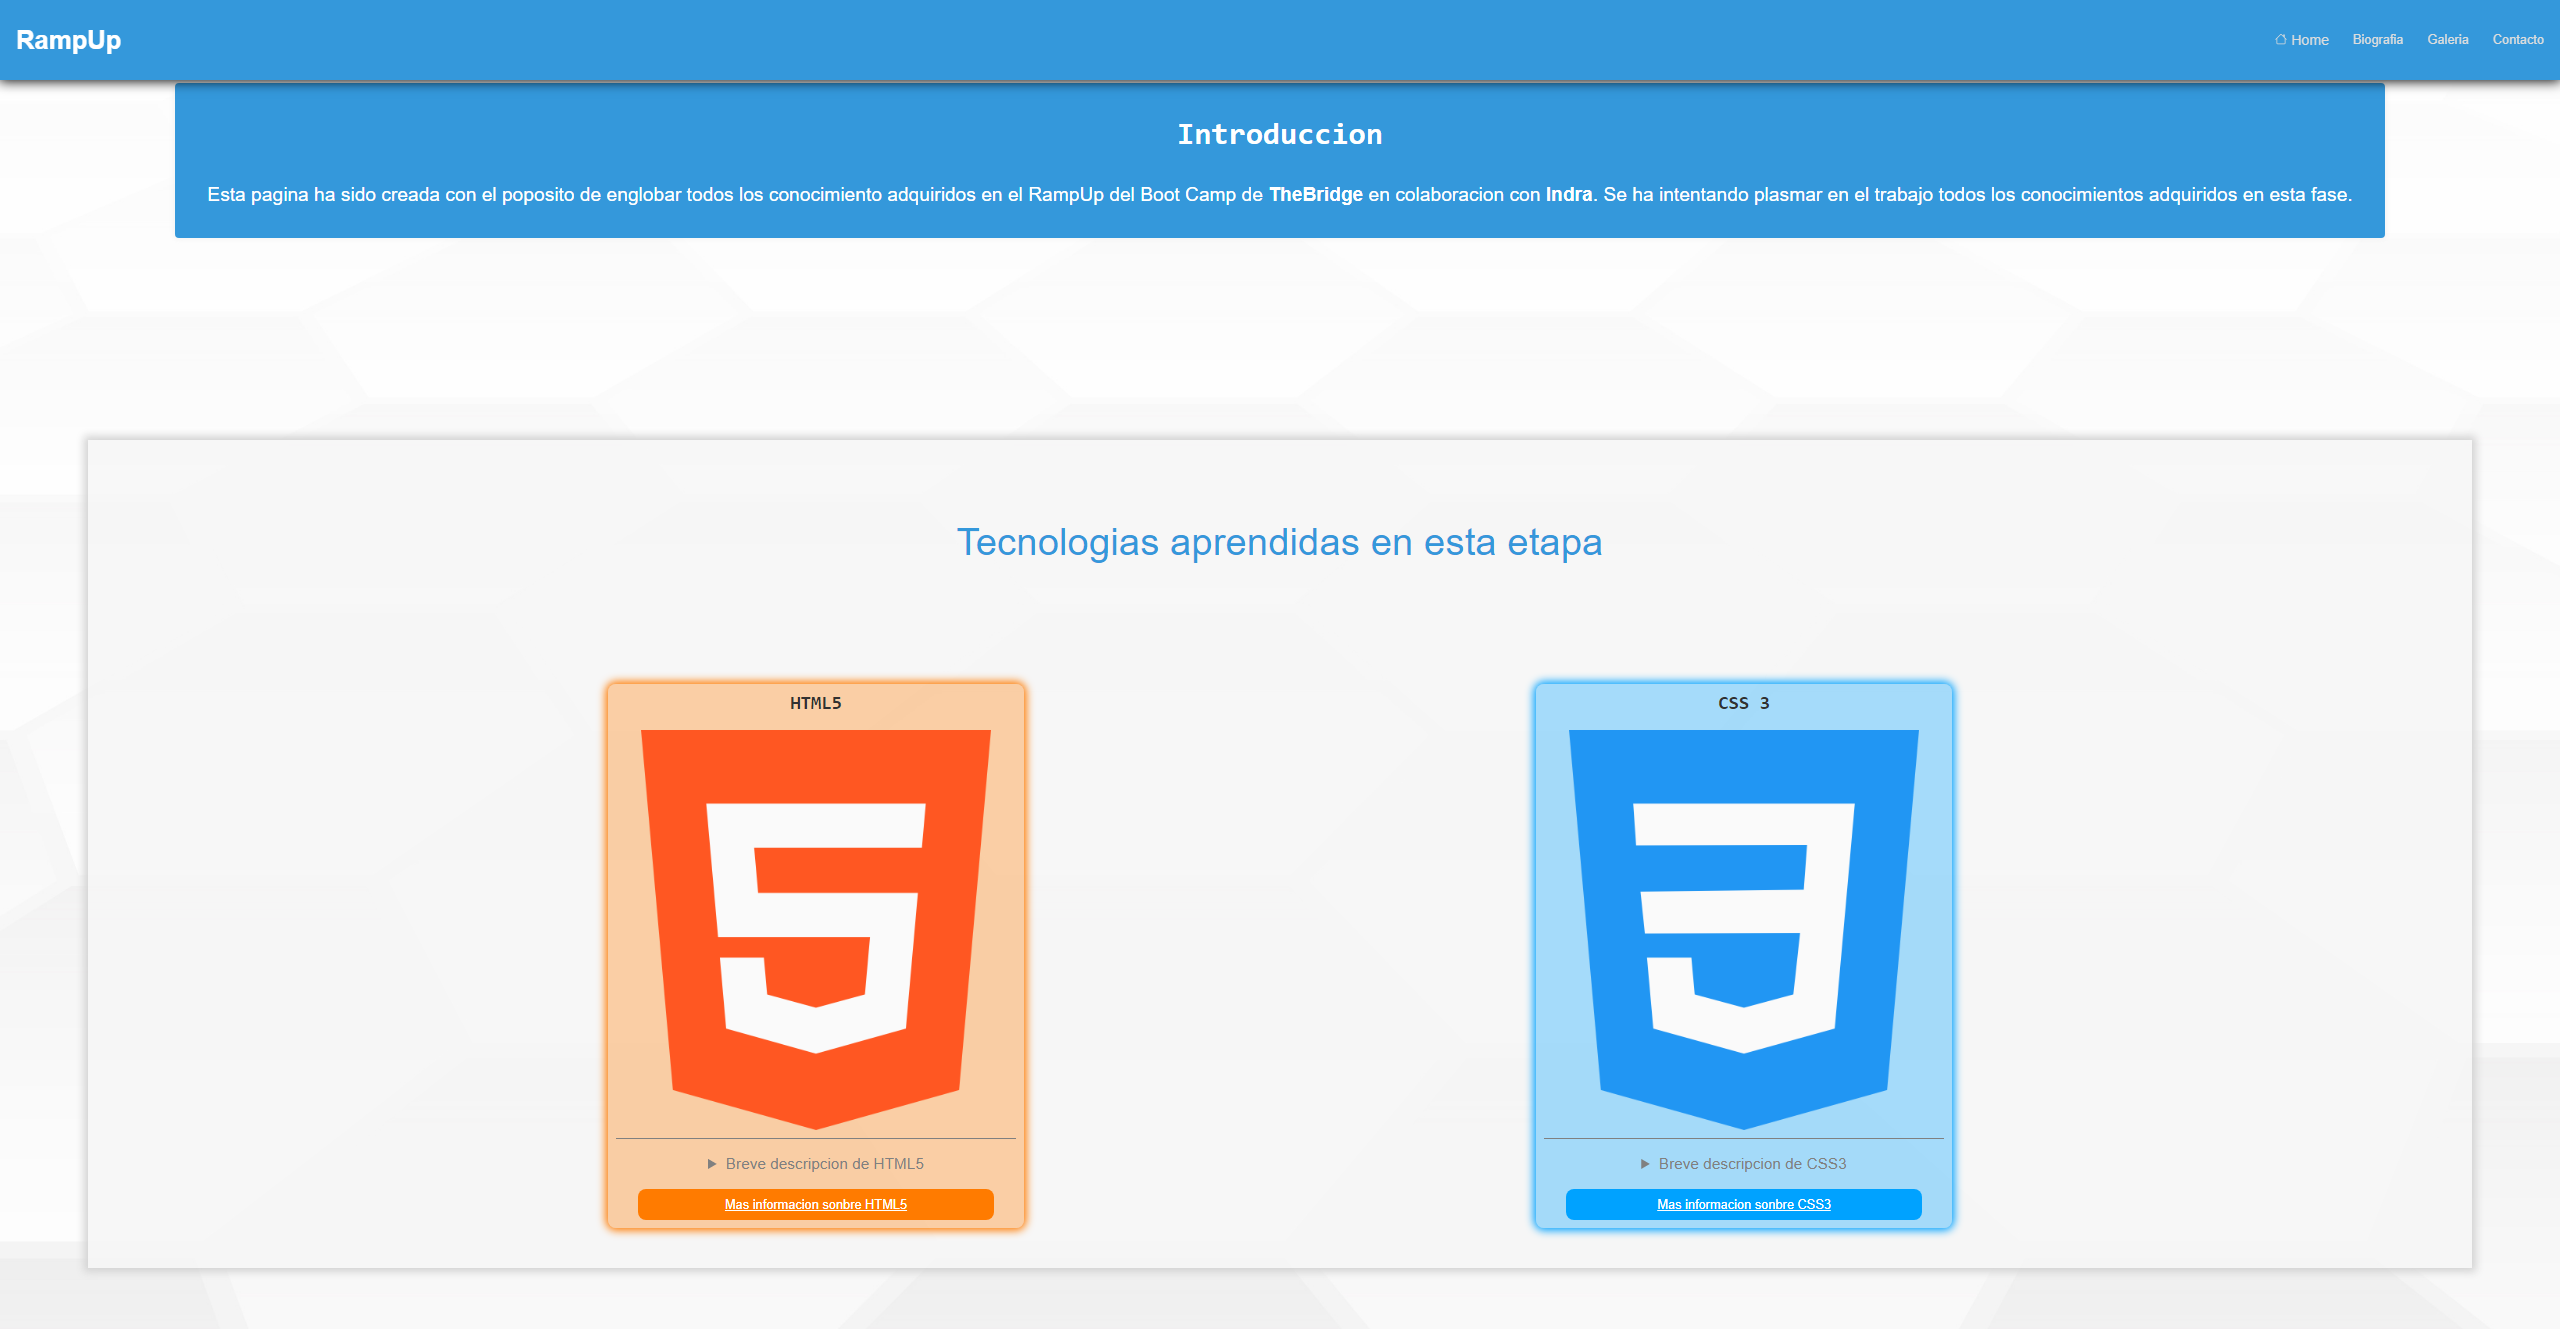 RampUp
Home Biografia Galeria Contacto
Introduccion
Esta pagina ha sido creada con el poposito de englobar todos los conocimiento adquiridos en el RampUp del Boot Camp de TheBridge en colaboracion con Indra. Se ha intentando plasmar en el trabajo todos los conocimientos adquiridos en esta fase.
Tecnologias aprendidas en esta etapa
HTML5
Breve descripcion de HTML5
Mas informacion sonbre HTML5
CSS 3
Breve descripcion de CSS3
Mas informacion sonbre CSS3